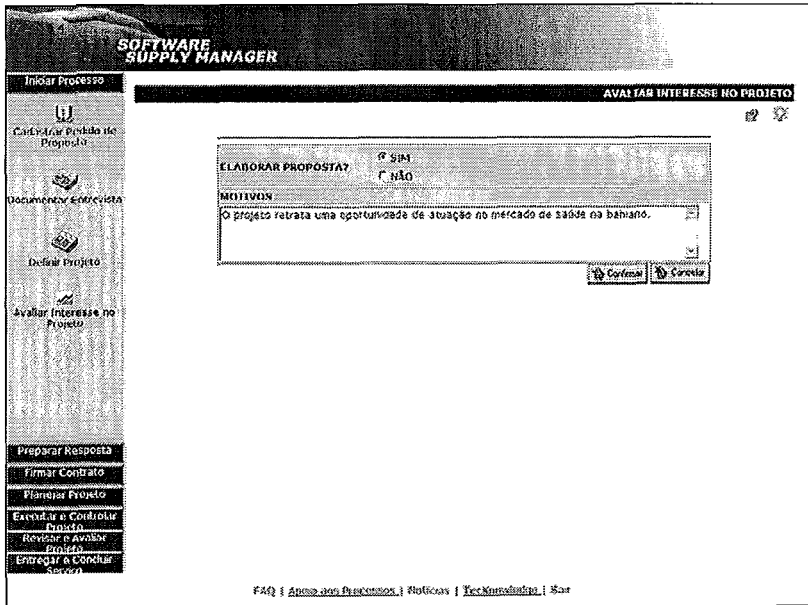 SOFTWARE
SUPPLY MANAGER
Iniciar Processo
AVALIAR INTERESSE NO PROJETO
Cadastrar Pedido de
Proposta
Documentar Entrevista
Definir Projeto
Avaliar Interesse no
Projeto
ELABORAR PROPOSTA?
SIM
NÃO
MOTIVOS
O projeto retrata uma oportunidade de atuação no mercado de saúde na bahiano.
Confirmar Cancelar
Preparar Resposta
Firmar Contrato
Planejar Projeto
Executar e Controlar
Projeto
Revisar e Avaliar
Projeto
Entregar e Concluir
Serviço
FAQ | Apoio aos Processos | Notícias | TecKnowledge | Sair